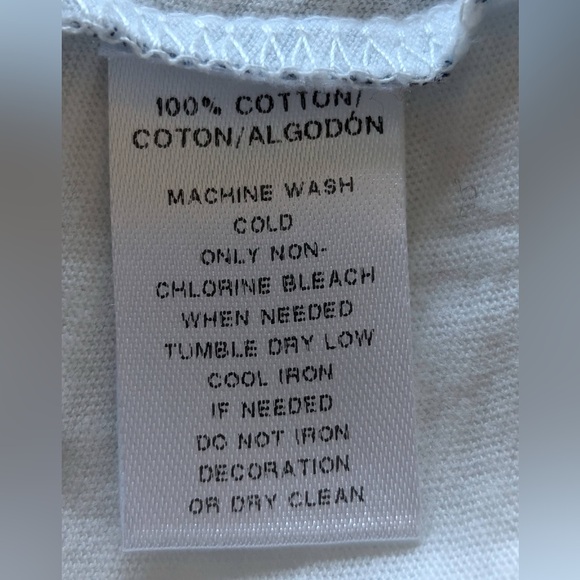 100% COTTON/
COTON/ALGODÓN
MACHINE WASH
COLD
ONLY NON-
CHLORINE BLEACH
WHEN NEEDED
TUMBLE DRY LOW
COOL IRON
IF NEEDED
DO NOT IRON
DECORATION
OR DRY CLEAN